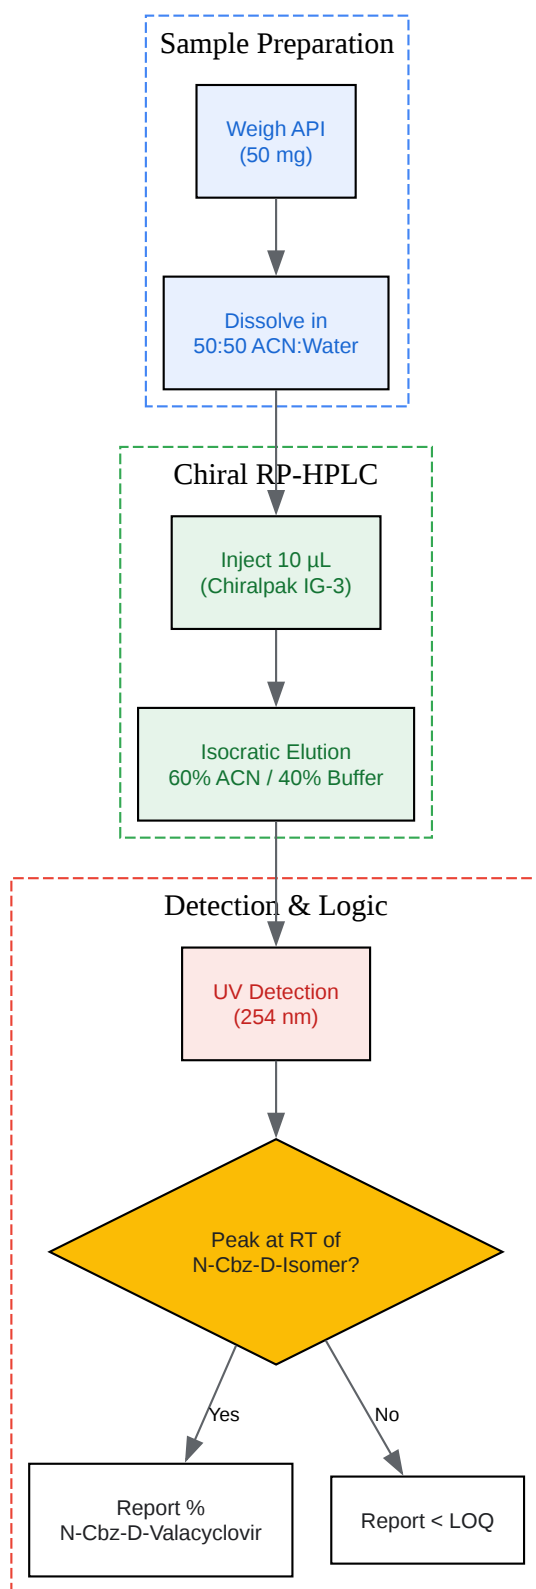 Sample Preparation
Weigh API
(50 mg)
Dissolve in
50:50 ACN:Water
Chiral RP-HPLC
Inject 10 µL
(Chiralpak IG-3)
Isocratic Elution
60% ACN / 40% Buffer
Detection & Logic
UV Detection
(254 nm)
Peak at RT of
N-Cbz-D-Isomer?
Yes
No
Report %
N-Cbz-D-Valacyclovir
Report < LOQ